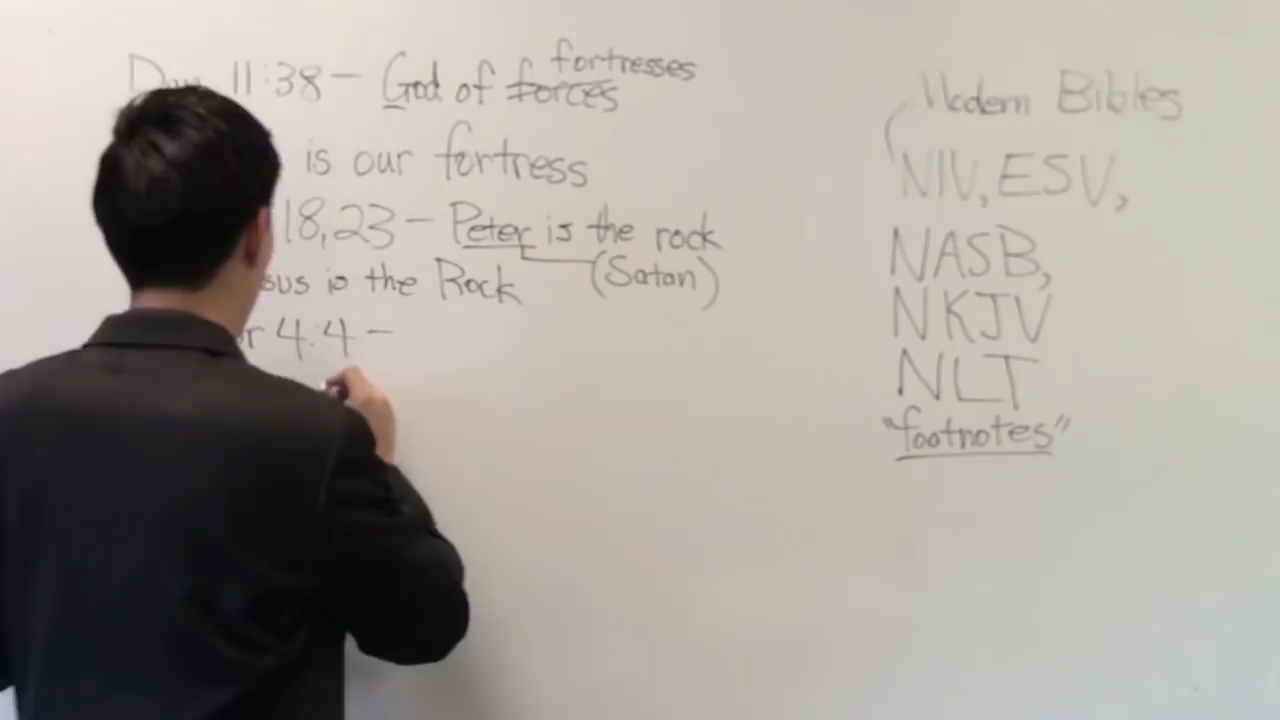 Dan 11:38 - God of forces fortresses
is our fortress
18,23 - Peter is the rock
sus is the Rock (Satan)
r 4:4 -
Modern Bibles
NIV, ESV,
NASB,
NKJV
NLT
"footnotes"